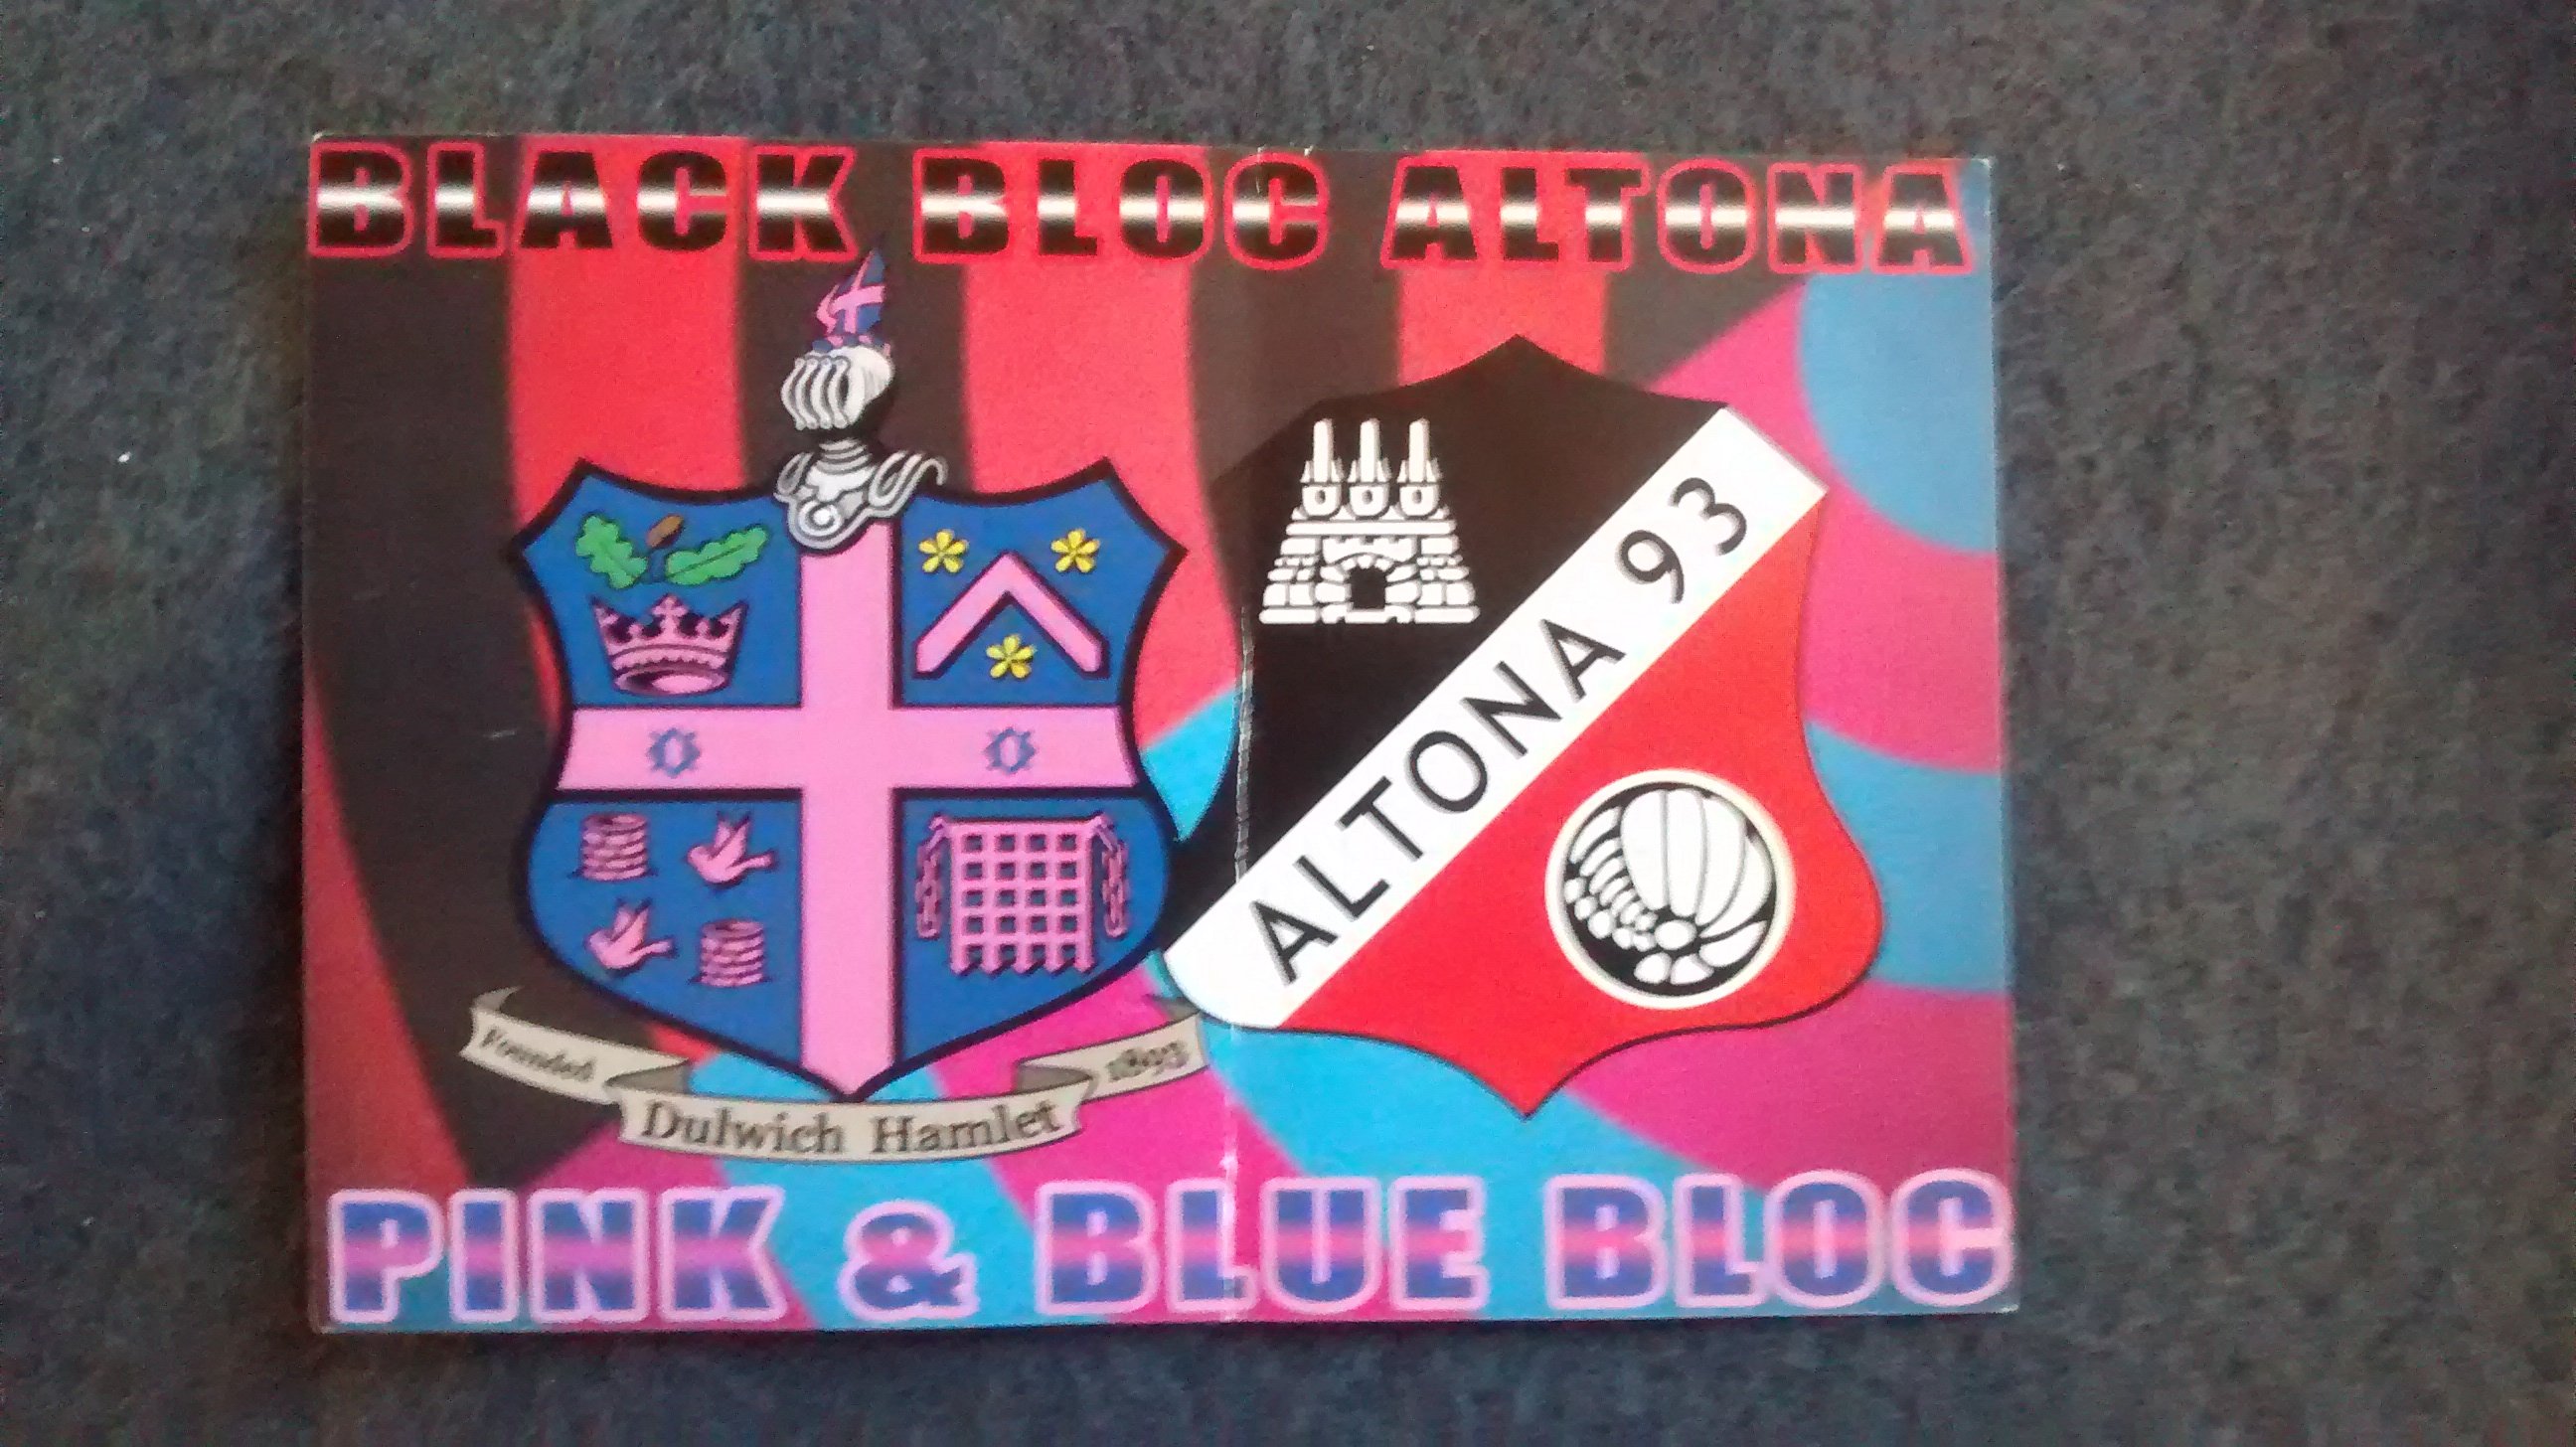 BLACK BLOC ALTONA
ALTONA 93
Founded
1893
Dulwich Hamlet
PINK & BLUE BLOC